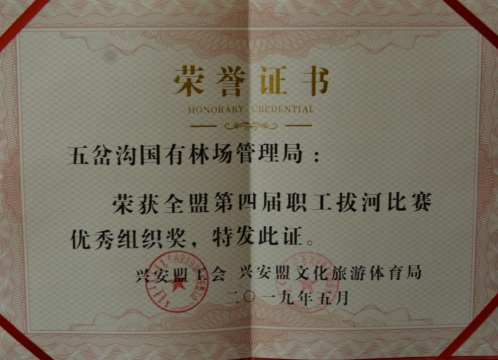 荣誉证书
HONORARY CREDENTIAL
五岔沟国有林场管理局：
荣获全盟第四届职工拔河比赛
优秀组织奖，特发此证。
兴安盟工会 兴安盟文化旅游体育局
二〇一九年五月